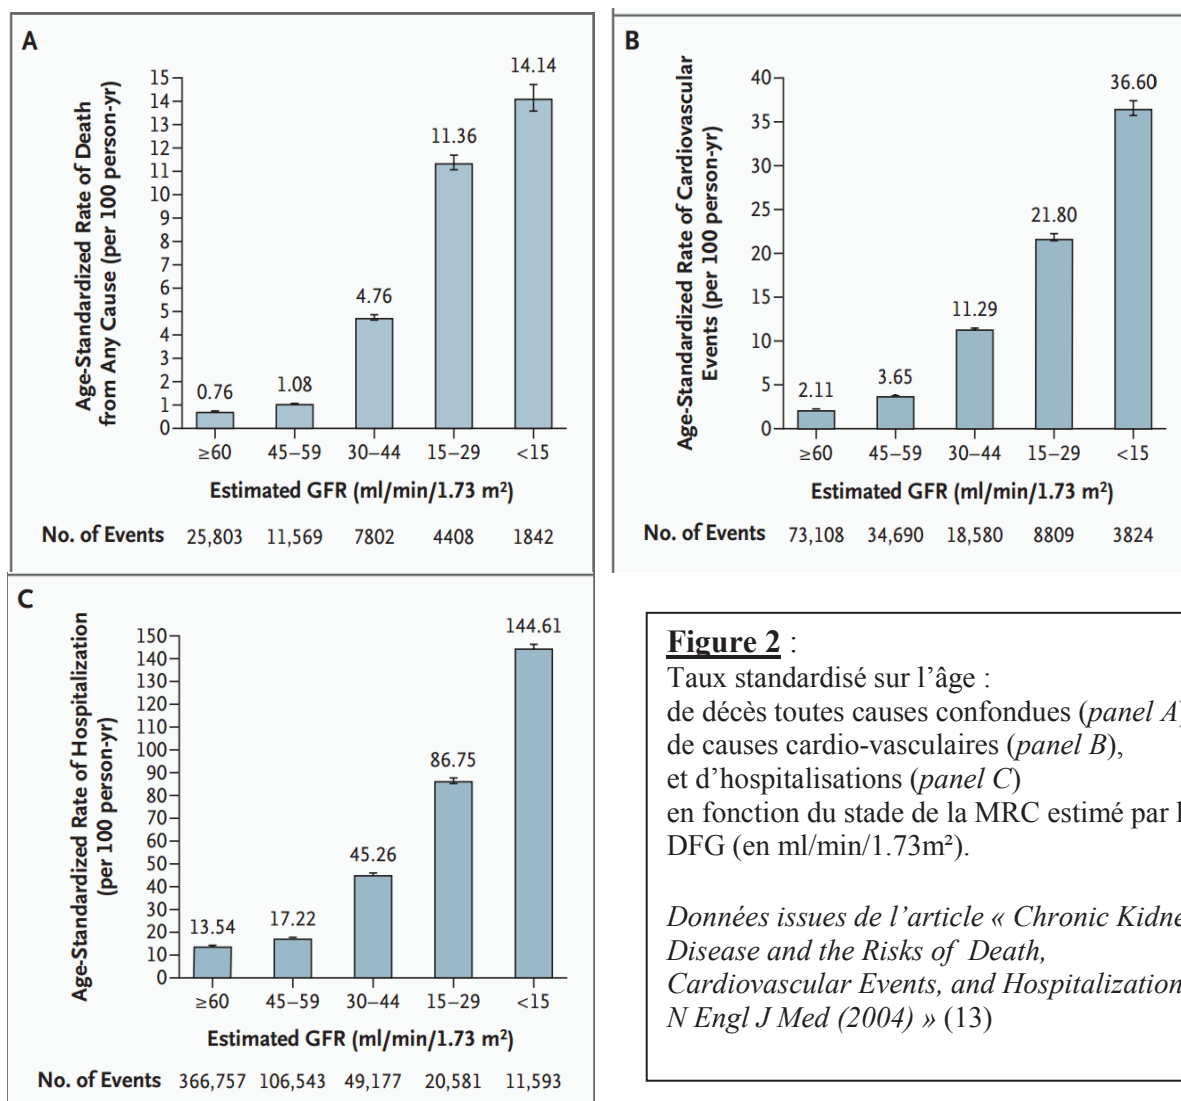 A
Age-Standardized Rate of Death
from Any Cause (per 100 person-yr)
15
14
13
12
11
10
9
8
7
6
5
4
3
2
1
0
0.76
1.08
4.76
11.36
14.14
≥60 45–59 30–44 15–29 <15
Estimated GFR (ml/min/1.73 m²)
No. of Events 25,803 11,569 7802 4408 1842
B
Age-Standardized Rate of Cardiovascular
Events (per 100 person-yr)
40
35
30
25
20
15
10
5
0
2.11
3.65
11.29
21.80
36.60
≥60 45–59 30–44 15–29 <15
Estimated GFR (ml/min/1.73 m²)
No. of Events 73,108 34,690 18,580 8809 3824
C
Age-Standardized Rate of Hospitalization
(per 100 person-yr)
150
140
130
120
110
100
90
80
70
60
50
40
30
20
10
0
13.54
17.22
45.26
86.75
144.61
≥60 45–59 30–44 15–29 <15
Estimated GFR (ml/min/1.73 m²)
No. of Events 366,757 106,543 49,177 20,581 11,593
Figure 2 :
Taux standardisé sur l’âge :
de décès toutes causes confondues (panel A)
de causes cardio-vasculaires (panel B),
et d’hospitalisations (panel C)
en fonction du stade de la MRC estimé par l
DFG (en ml/min/1.73m²).
Données issues de l’article « Chronic Kidne
Disease and the Risks of Death,
Cardiovascular Events, and Hospitalization
N Engl J Med (2004) » (13)